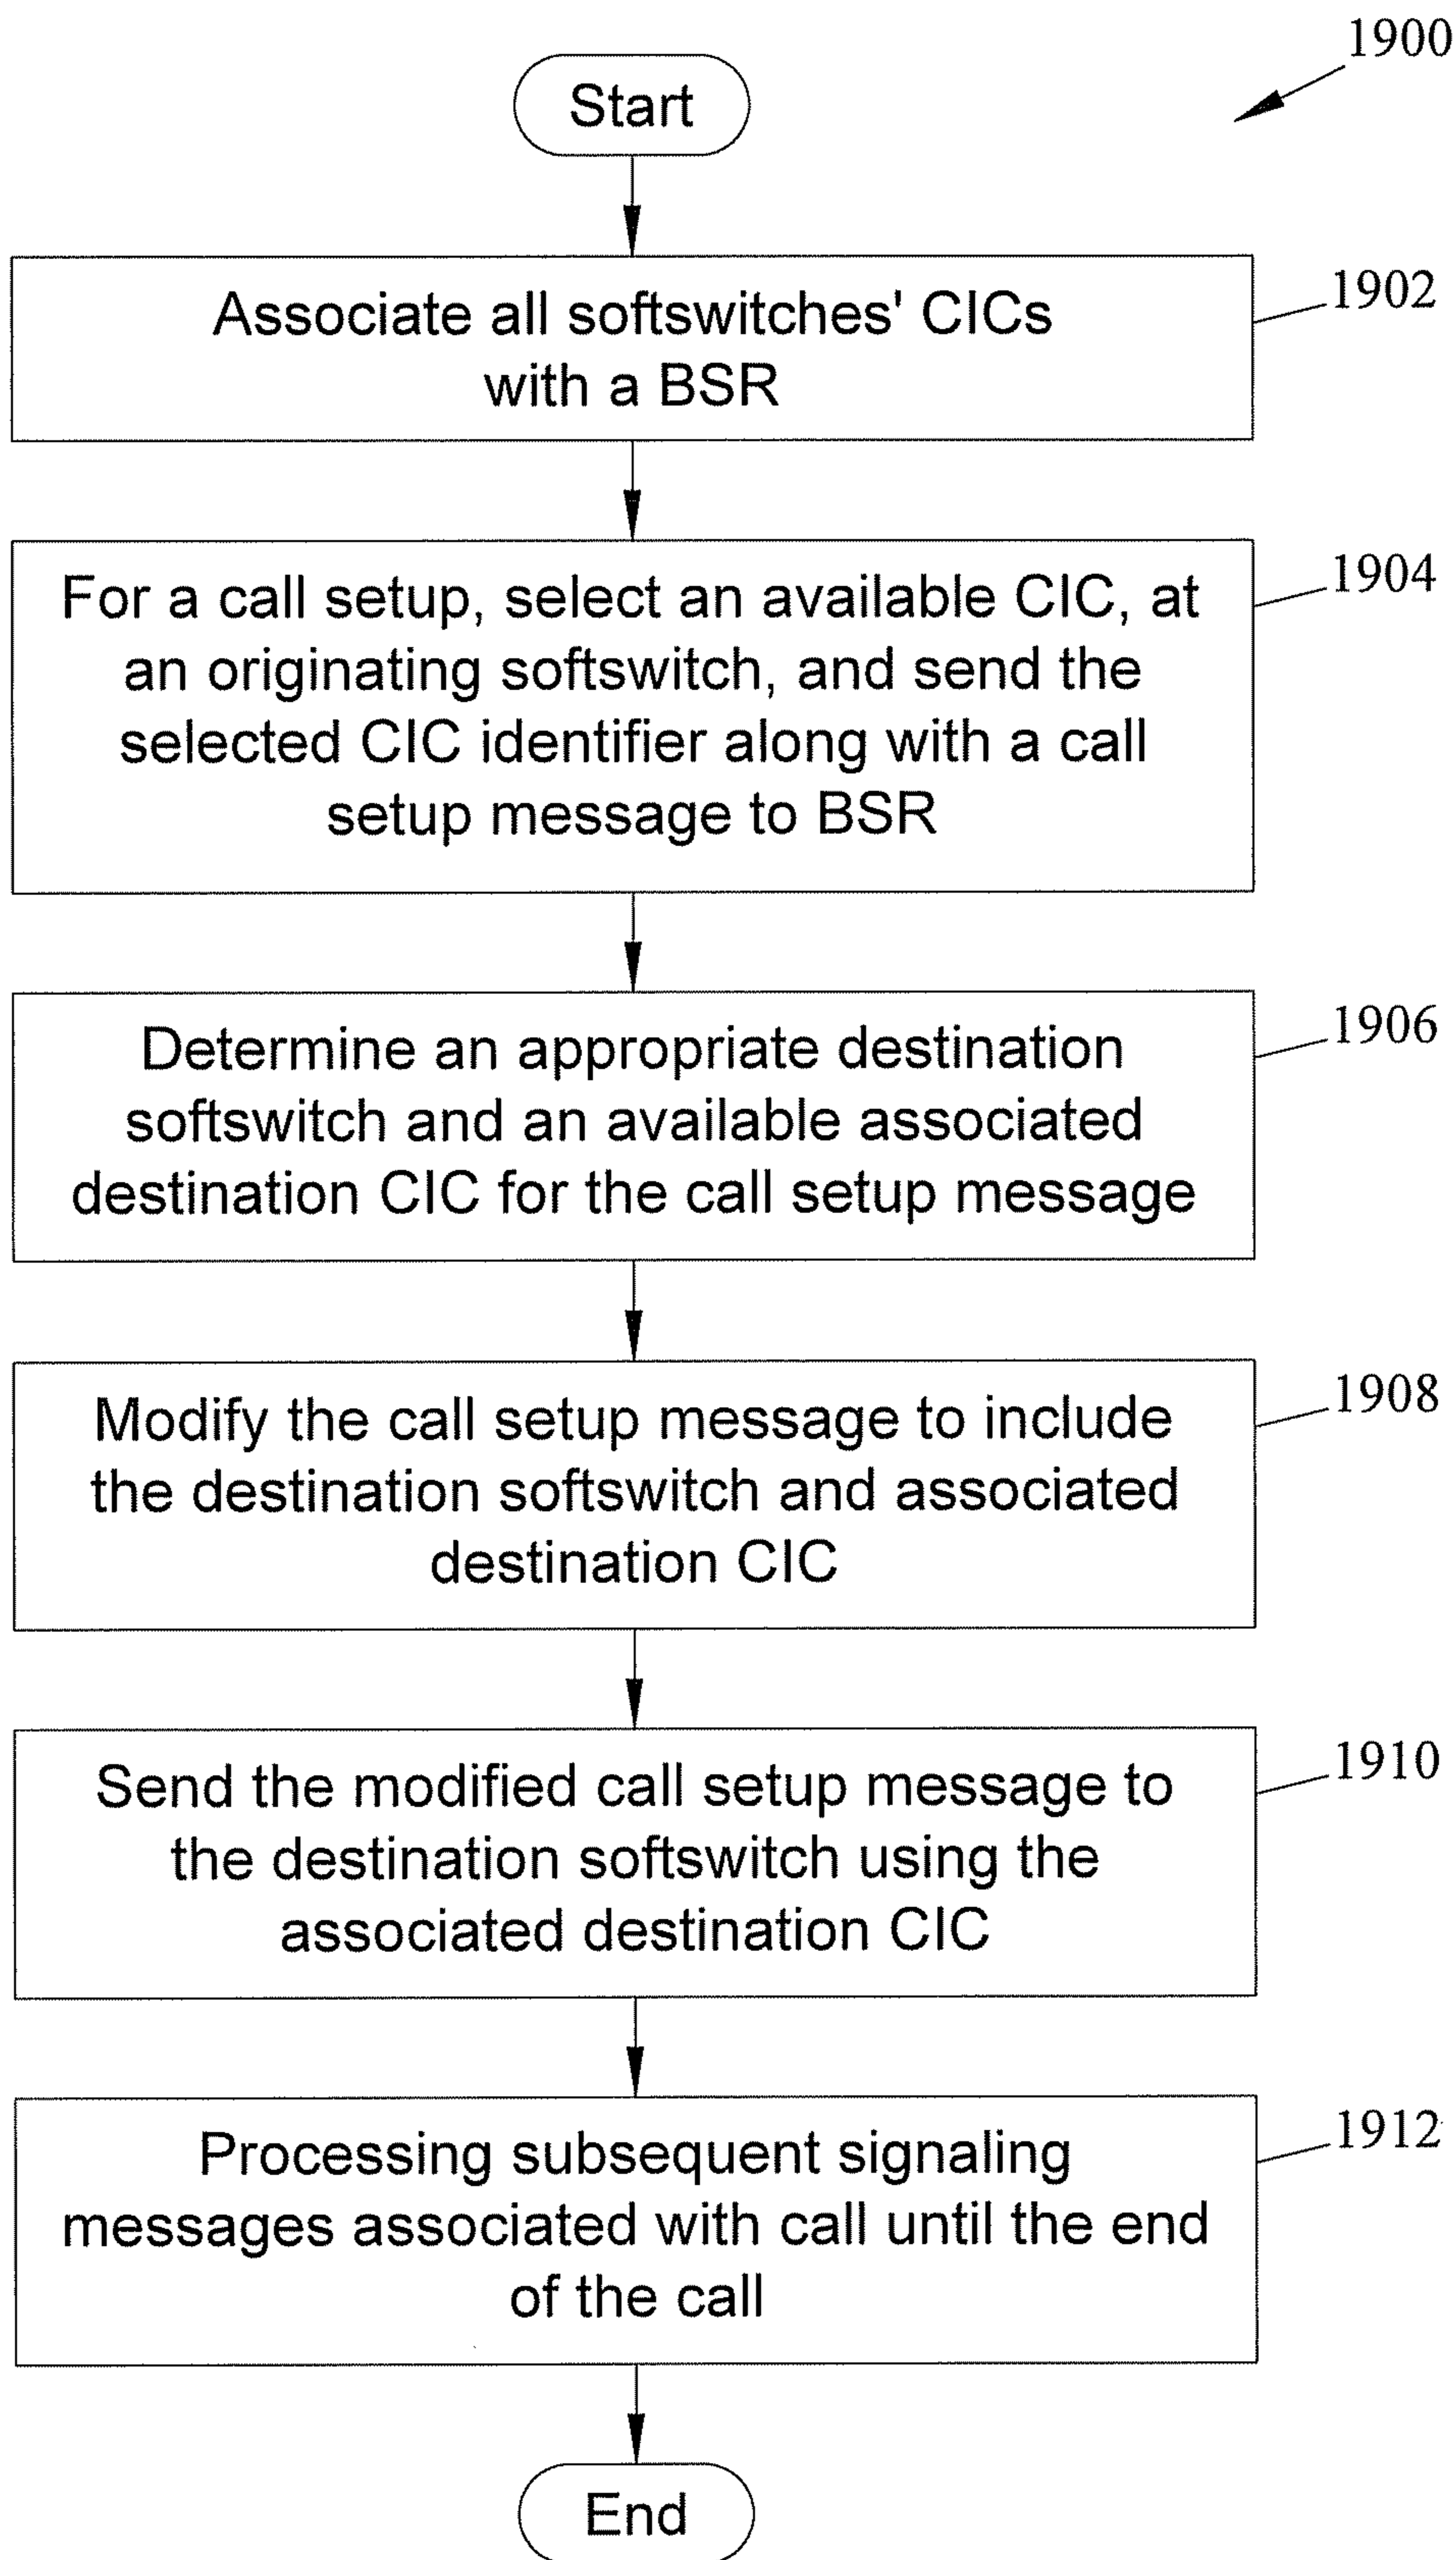 1900
Start
Associate all softswitches' CICs
with a BSR
1902
For a call setup, select an available CIC, at
an originating softswitch, and send the
selected CIC identifier along with a call
setup message to BSR
1904
Determine an appropriate destination
softswitch and an available associated
destination CIC for the call setup message
1906
Modify the call setup message to include
the destination softswitch and associated
destination CIC
1908
Send the modified call setup message to
the destination softswitch using the
associated destination CIC
1910
Processing subsequent signaling
messages associated with call until the end
of the call
1912
End